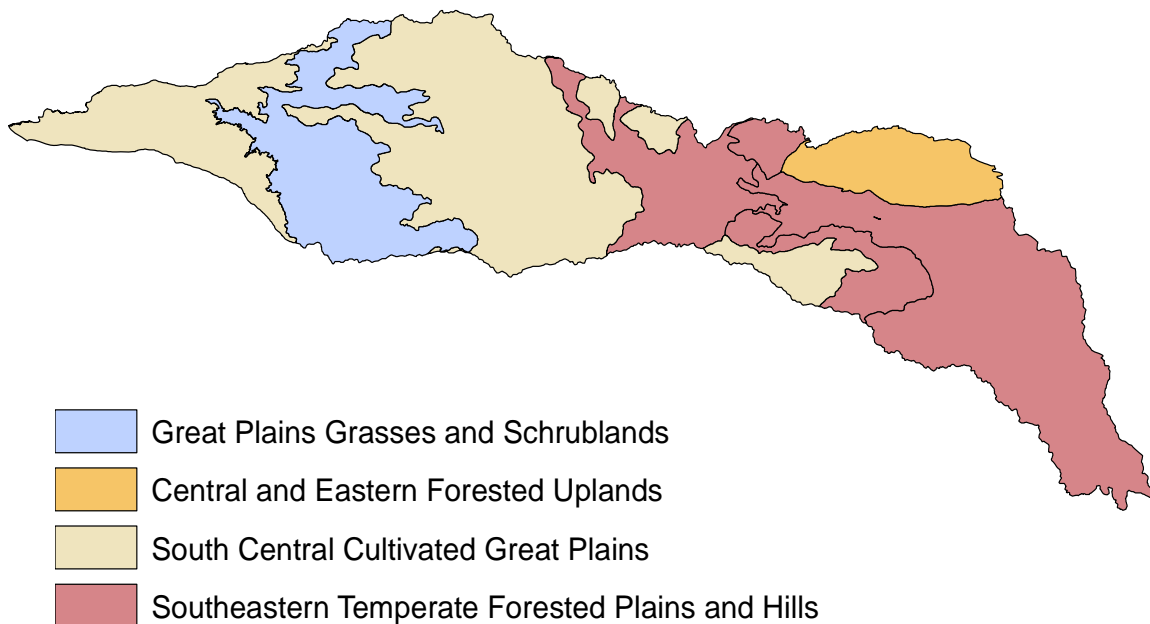 Great Plains Grasses and Schrublands
Central and Eastern Forested Uplands
South Central Cultivated Great Plains
Southeastern Temperate Forested Plains and Hills